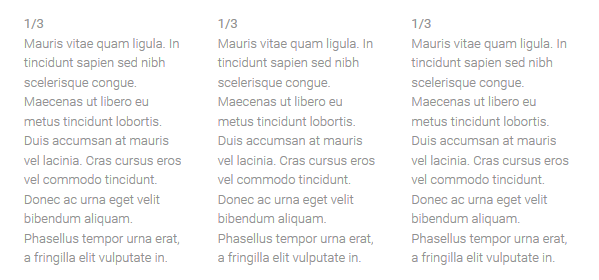 1/3
Mauris vitae quam ligula. In
tincidunt sapien sed nibh
scelerisque congue.
Maecenas ut libero eu
metus tincidunt lobortis.
Duis accumsan at mauris
vel lacinia. Cras cursus eros
vel commodo tincidunt.
Donec ac urna eget velit
bibendum aliquam.
Phasellus tempor urna erat,
a fringilla elit vulputate in.
1/3
Mauris vitae quam ligula. In
tincidunt sapien sed nibh
scelerisque congue.
Maecenas ut libero eu
metus tincidunt lobortis.
Duis accumsan at mauris
vel lacinia. Cras cursus eros
vel commodo tincidunt.
Donec ac urna eget velit
bibendum aliquam.
Phasellus tempor urna erat,
a fringilla elit vulputate in.
1/3
Mauris vitae quam ligula. In
tincidunt sapien sed nibh
scelerisque congue.
Maecenas ut libero eu
metus tincidunt lobortis.
Duis accumsan at mauris
vel lacinia. Cras cursus eros
vel commodo tincidunt.
Donec ac urna eget velit
bibendum aliquam.
Phasellus tempor urna erat,
a fringilla elit vulputate in.